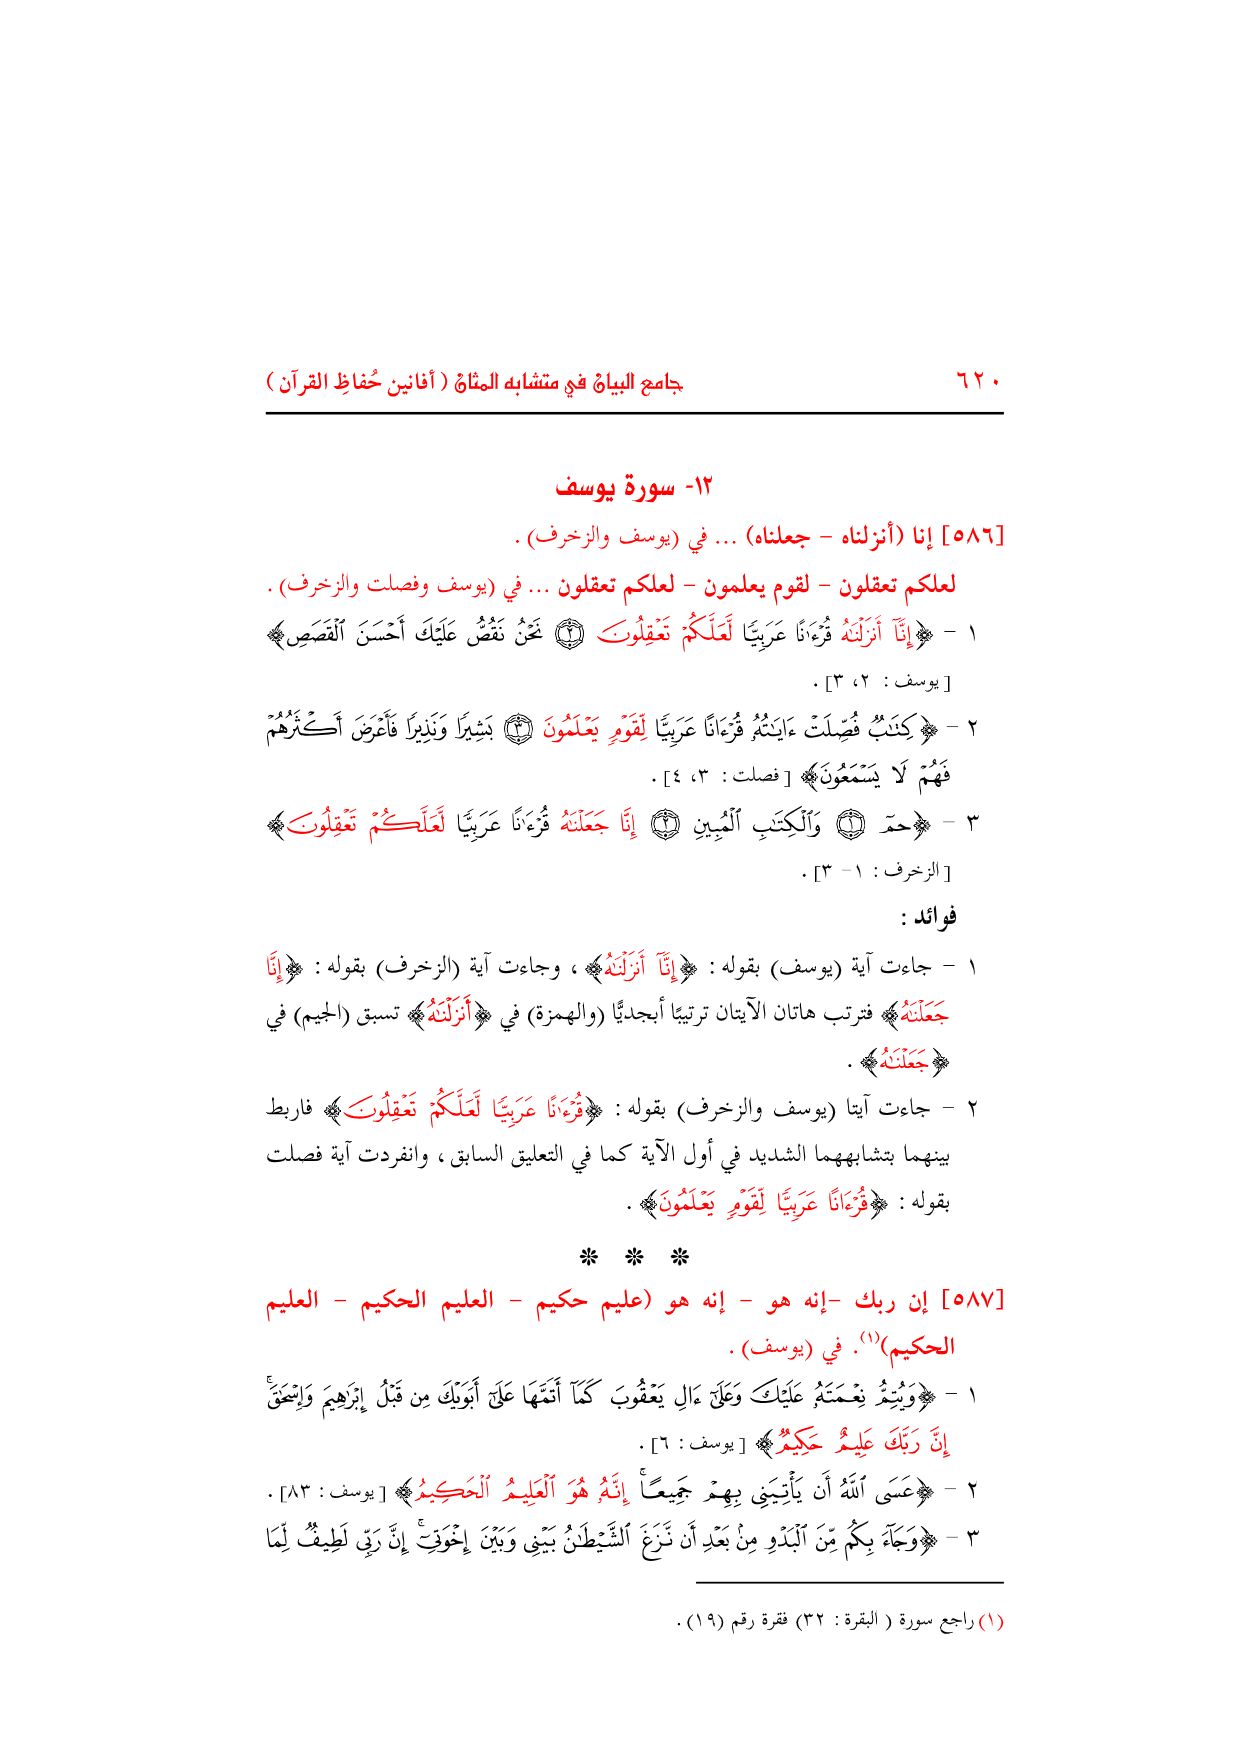 ٦٢٠ جامع البيان في متشابه المثان ( أفانين حُفاظِ القرآن )
١٢- سورة يوسف
[٥٨٦] إنا (أنزلناه – جعلناه) ... في (يوسف والزخرف) .
لعلكم تعقلون – لقوم يعلمون – لعلكم تعقلون ... في (يوسف وفصلت والزخرف) .
١ – ﴿إِنَّآ أَنزَلْنَٰهُ قُرْءَٰنًا عَرَبِيًّا لَّعَلَّكُمْ تَعْقِلُونَ ۝٢ نَحْنُ نَقُصُّ عَلَيْكَ أَحْسَنَ ٱلْقَصَصِ﴾
[يوسف : ٢، ٣] .
٢ – ﴿كِتَٰبٌ فُصِّلَتْ ءَايَٰتُهُۥ قُرْءَانًا عَرَبِيًّا لِّقَوْمٍ يَعْلَمُونَ ۝٣ بَشِيرًا وَنَذِيرًا فَأَعْرَضَ أَكْثَرُهُمْ
فَهُمْ لَا يَسْمَعُونَ﴾ [فصلت : ٣، ٤] .
٣ – ﴿حمٓ ۝١ وَٱلْكِتَٰبِ ٱلْمُبِينِ ۝٢ إِنَّا جَعَلْنَٰهُ قُرْءَٰنًا عَرَبِيًّا لَّعَلَّكُمْ تَعْقِلُونَ﴾
[الزخرف : ١– ٣] .
فوائد :
١ – جاءت آية (يوسف) بقوله : ﴿إِنَّآ أَنزَلْنَٰهُ﴾ ، وجاءت آية (الزخرف) بقوله : ﴿إِنَّا
جَعَلْنَٰهُ﴾ فترتب هاتان الآيتان ترتيبًا أبجديًّا (والهمزة) في ﴿أَنزَلْنَٰهُ﴾ تسبق (الجيم) في
﴿جَعَلْنَٰهُ﴾ .
٢ – جاءت آيتا (يوسف والزخرف) بقوله : ﴿قُرْءَٰنًا عَرَبِيًّا لَّعَلَّكُمْ تَعْقِلُونَ﴾ فاربط
بينهما بتشابههما الشديد في أول الآية كما في التعليق السابق ، وانفردت آية فصلت
بقوله : ﴿قُرْءَانًا عَرَبِيًّا لِّقَوْمٍ يَعْلَمُونَ﴾ .
❊ ❊ ❊
[٥٨٧] إن ربك –إنه هو – إنه هو (عليم حكيم – العليم الحكيم – العليم
الحكيم)(١). في (يوسف) .
١ – ﴿وَيُتِمُّ نِعْمَتَهُۥ عَلَيْكَ وَعَلَىٰٓ ءَالِ يَعْقُوبَ كَمَآ أَتَمَّهَا عَلَىٰٓ أَبَوَيْكَ مِن قَبْلُ إِبْرَٰهِيمَ وَإِسْحَٰقَ ۚ
إِنَّ رَبَّكَ عَلِيمٌ حَكِيمٌ﴾ [يوسف : ٦] .
٢ – ﴿عَسَى ٱللَّهُ أَن يَأْتِيَنِى بِهِمْ جَمِيعًا ۚ إِنَّهُۥ هُوَ ٱلْعَلِيمُ ٱلْحَكِيمُ﴾ [يوسف : ٨٣] .
٣ – ﴿وَجَآءَ بِكُم مِّنَ ٱلْبَدْوِ مِنۢ بَعْدِ أَن نَّزَغَ ٱلشَّيْطَٰنُ بَيْنِى وَبَيْنَ إِخْوَتِىٓ ۚ إِنَّ رَبِّى لَطِيفٌ لِّمَا
(١) راجع سورة ( البقرة : ٣٢) فقرة رقم (١٩) .